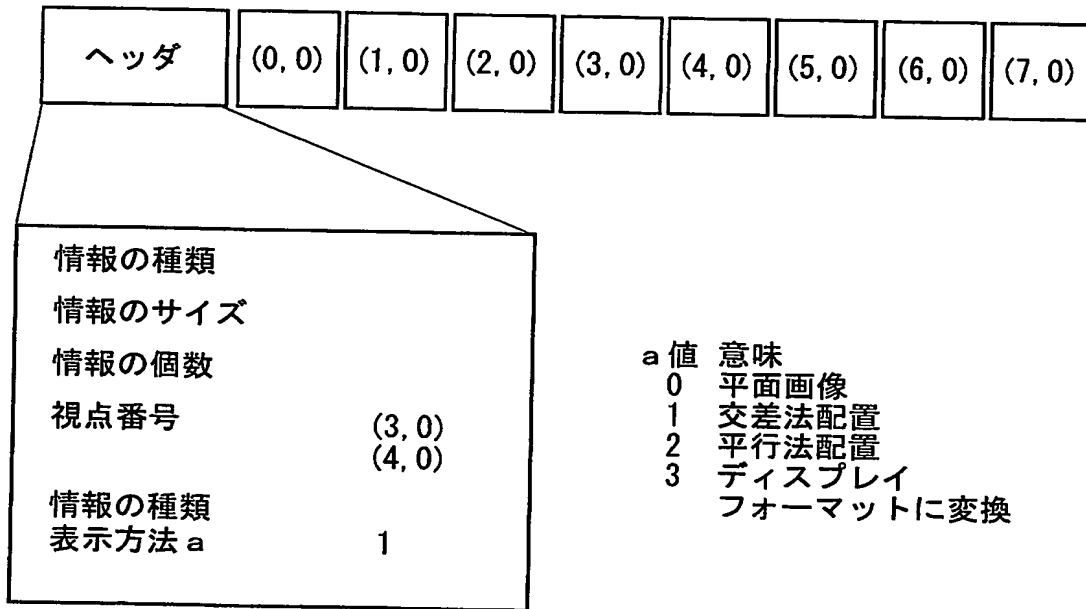 ヘッダ (0,0) (1,0) (2,0) (3,0) (4,0) (5,0) (6,0) (7,0)
情報の種類
情報のサイズ
情報の個数
視点番号 (3,0)
(4,0)
情報の種類
表示方法a 1
a値 意味
0 平面画像
1 交差法配置
2 平行法配置
3 ディスプレイ
フォーマットに変換